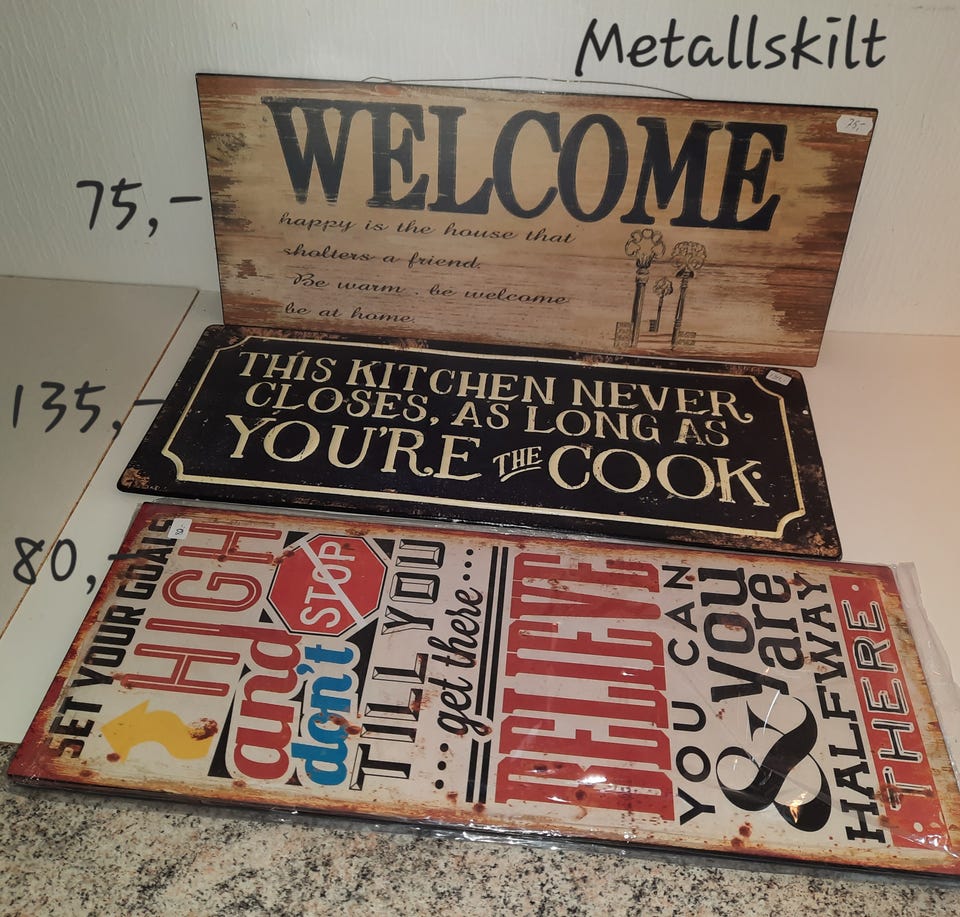 Metallskilt
75,-
WELCOME
75,-
happy is the house that
sholters a friend.
Be warm . be welcome
be at home.
135,-
THIS KITCHEN NEVER
CLOSES, AS LONG AS
YOU'RE THE COOK
80,-
SET YOUR GOALS
HIGH
and
don't
STOP
TILL YOU
...get there...
BELIEVE
YOU CAN
& you
are
HALFWAY
THERE.